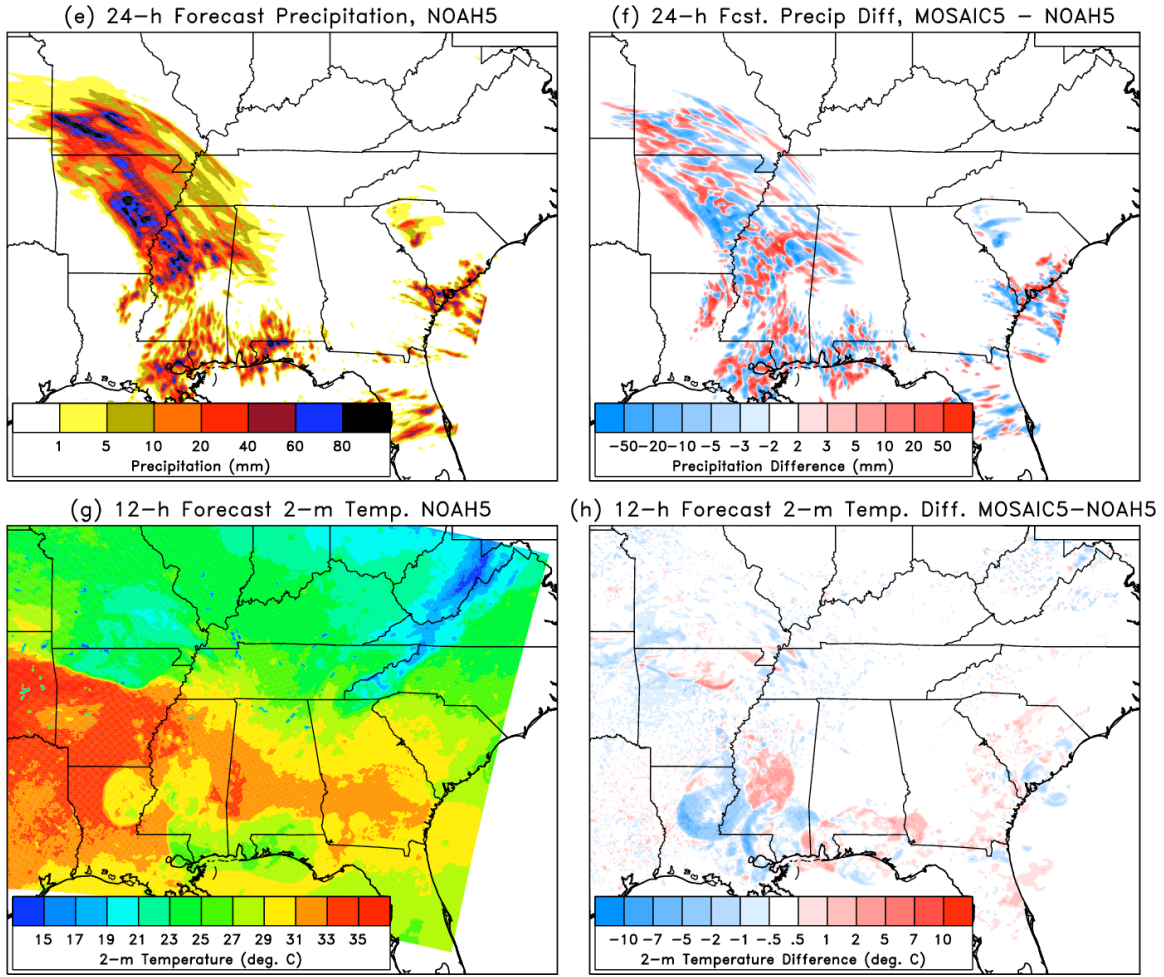 (e) 24-h Forecast Precipitation, NOAH5
(f) 24-h Fcst. Precip Diff, MOSAIC5 - NOAH5
1 5 10 20 40 60 80
Precipitation (mm)
-50-20-10 -5 -3 -2 2 3 5 10 20 50
Precipitation Difference (mm)
(g) 12-h Forecast 2-m Temp. NOAH5
(h) 12-h Forecast 2-m Temp. Diff. MOSAIC5-NOAH5
15 17 19 21 23 25 27 29 31 33 35
2-m Temperature (deg. C)
-10 -7 -5 -2 -1 -.5 .5 1 2 5 7 10
2-m Temperature Difference (deg. C)